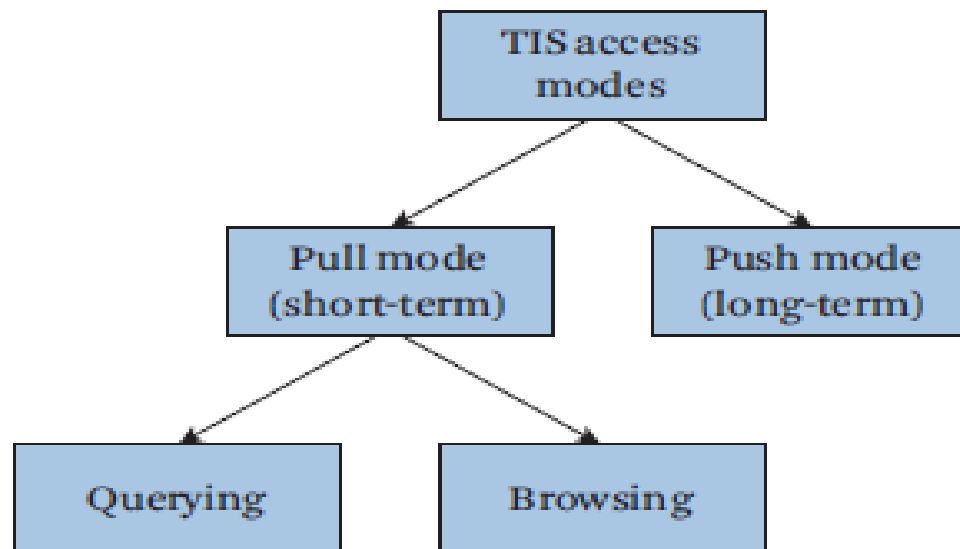 TIS access
modes
Pull mode
(short-term)
Push mode
(long-term)
Querying
Browsing